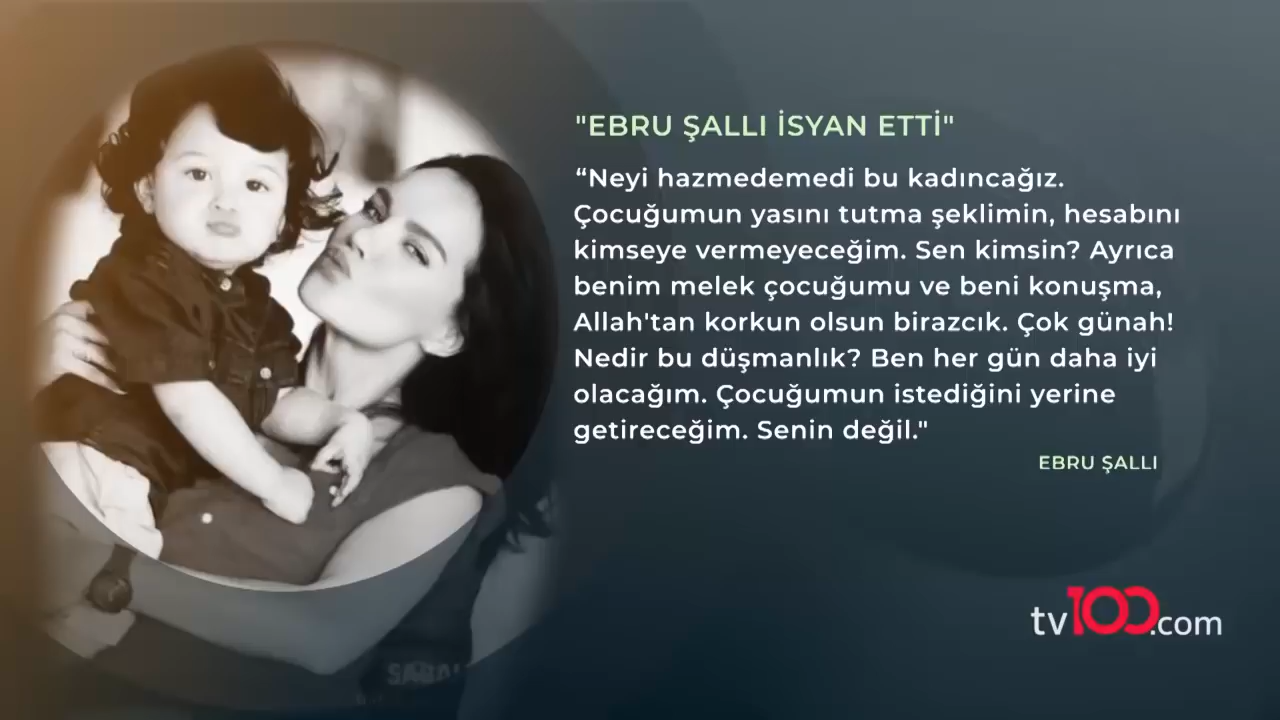 "EBRU ŞALLI İSYAN ETTİ"
“Neyi hazmedemedi bu kadıncağız.
Çocuğumun yasını tutma şeklimin, hesabını
kimseye vermeyeceğim. Sen kimsin? Ayrıca
benim melek çocuğumu ve beni konuşma,
Allah'tan korkun olsun birazcık. Çok günah!
Nedir bu düşmanlık? Ben her gün daha iyi
olacağım. Çocuğumun istediğini yerine
getireceğim. Senin değil."
EBRU ŞALLI
tv100.com